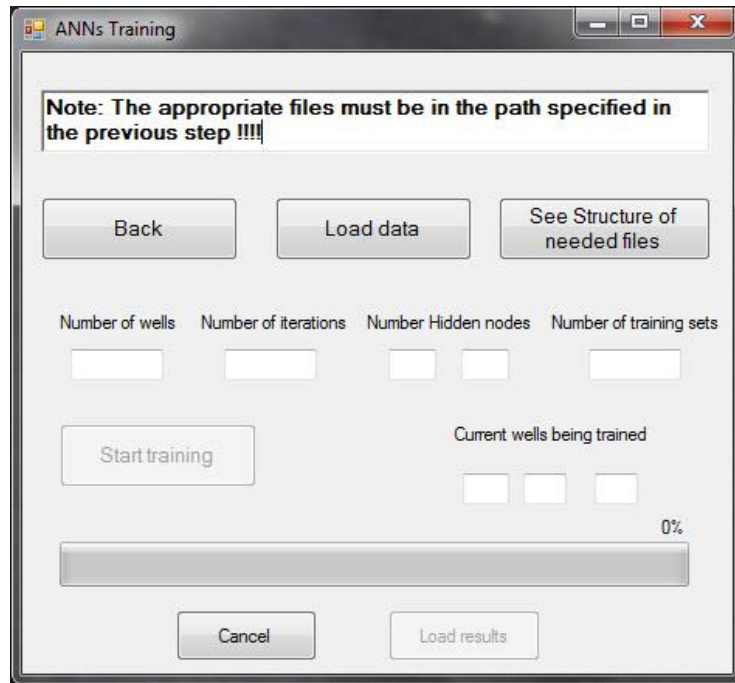 ANNs Training
Note: The appropriate files must be in the path specified in
the previous step !!!!
Back
Load data
See Structure of
needed files
Number of wells
Number of iterations
Number Hidden nodes
Number of training sets
Start training
Current wells being trained
0%
Cancel
Load results